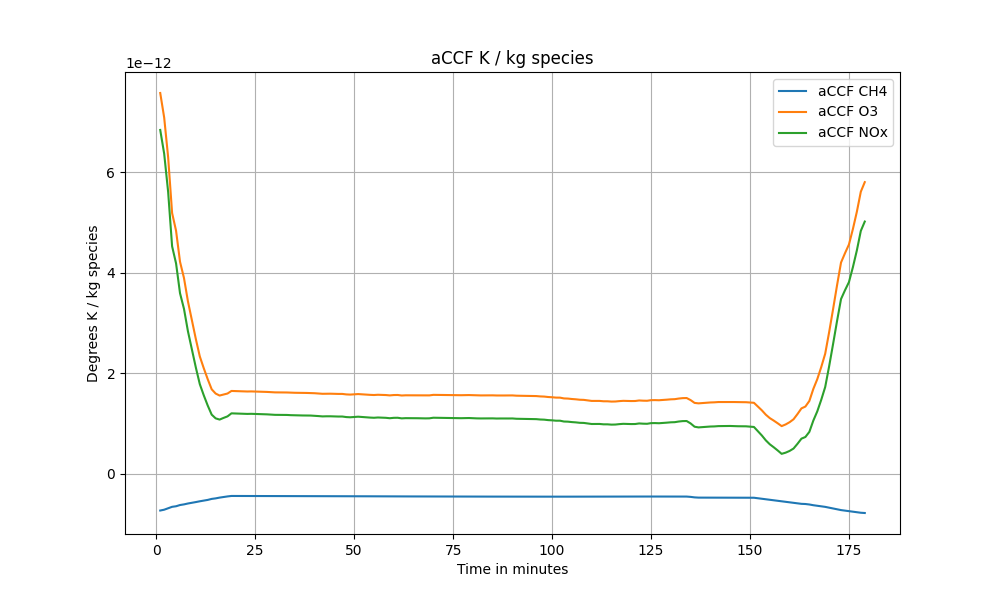 aCCF K / kg species
1e−12
aCCF CH4
aCCF O3
aCCF NOx
6
4
2
0
Degrees K / kg species
0 25 50 75 100 125 150 175
Time in minutes